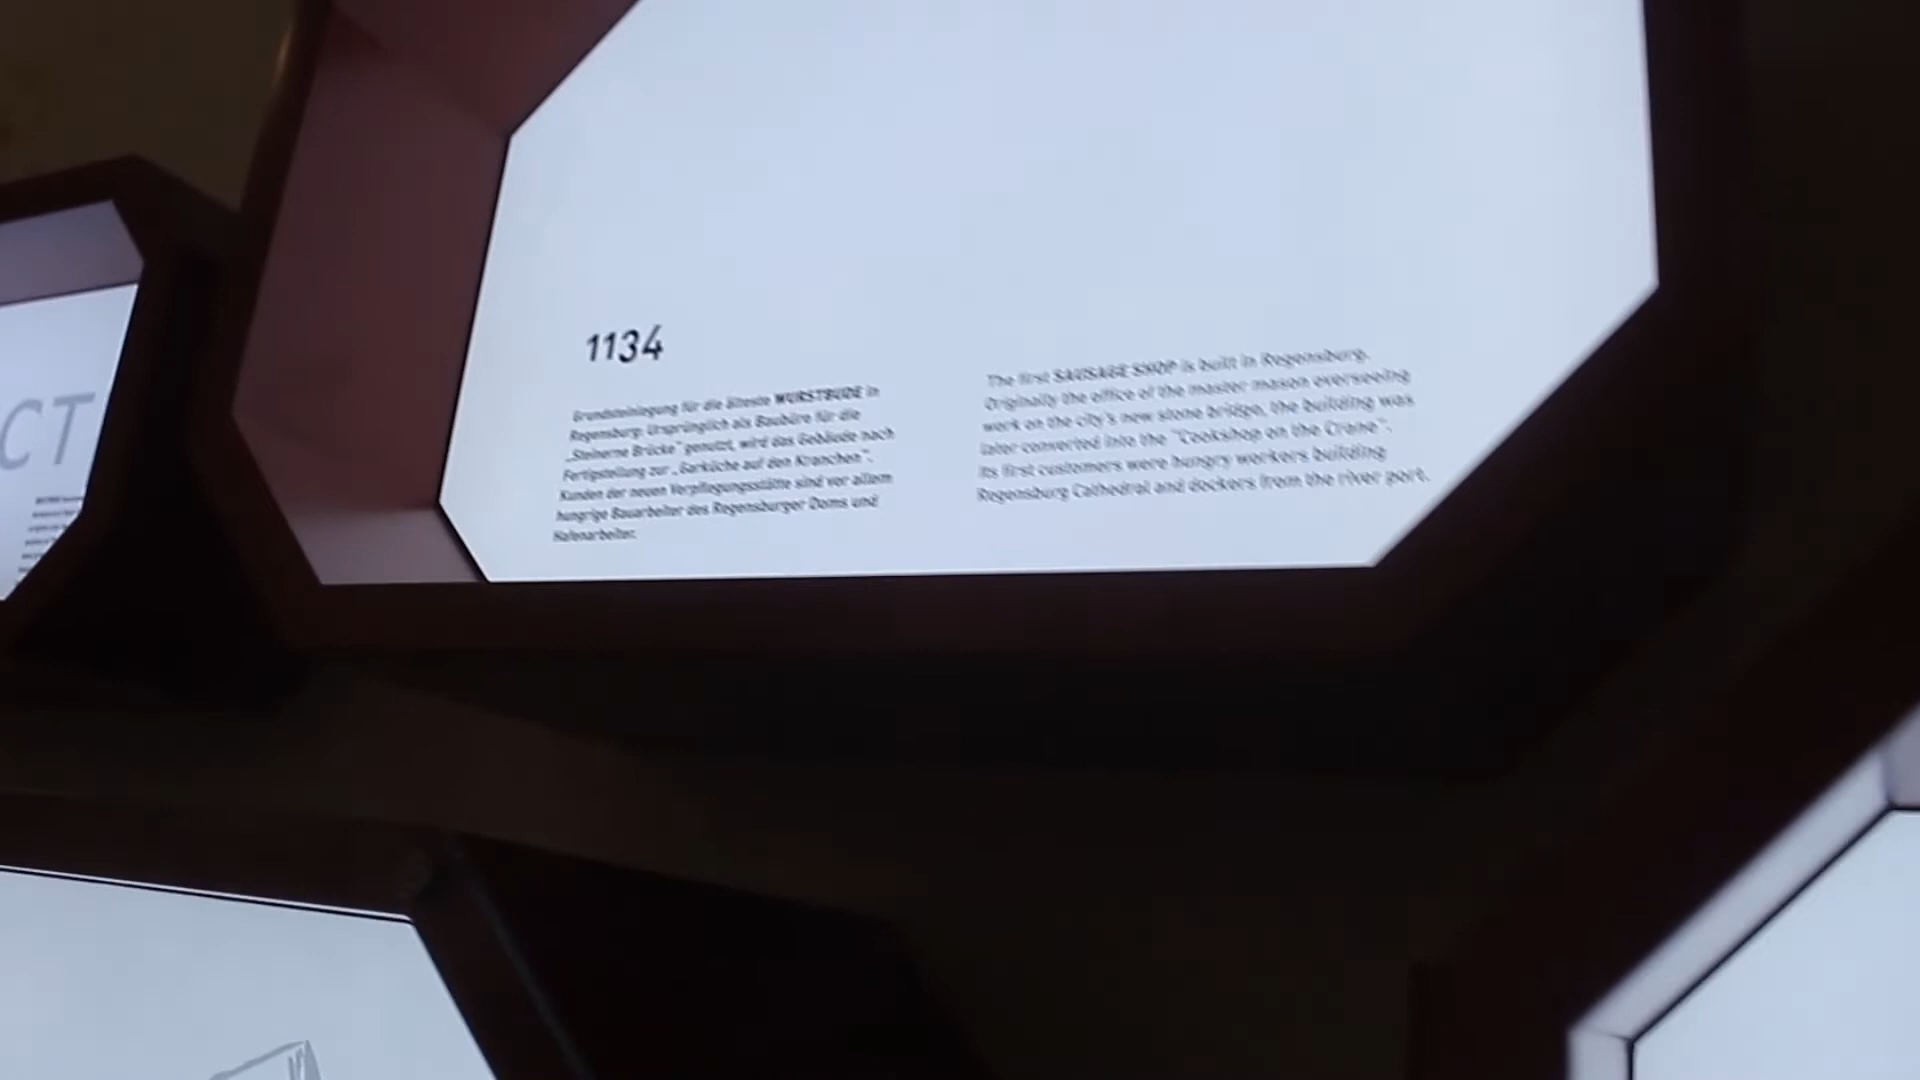 CT
1134
Grundsteinlegung für die älteste WURSTBUDE in
Regensburg: Ursprünglich als Baubüro für die
„Steinerne Brücke“ genutzt, wird das Gebäude nach
Fertigstellung zur „Garküche auf den Kranchen“.
Kunden der neuen Verpflegungsstätte sind vor allem
hungrige Bauarbeiter des Regensburger Doms und
Hafenarbeiter.
The first SAUSAGE SHOP is built in Regensburg.
Originally the office of the master mason overseeing
work on the city's new stone bridge, the building was
later converted into the "Cookshop on the Crane".
Its first customers were hungry workers building
Regensburg Cathedral and dockers from the river port.